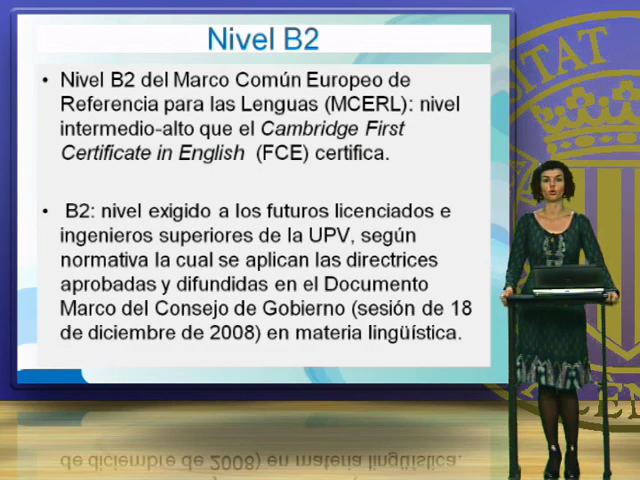 Nivel B2
• Nivel B2 del Marco Común Europeo de
Referencia para las Lenguas (MCERL): nivel
intermedio-alto que el Cambridge First
Certificate in English (FCE) certifica.
• B2: nivel exigido a los futuros licenciados e
ingenieros superiores de la UPV, según
normativa la cual se aplican las directrices
aprobadas y difundidas en el Documento
Marco del Consejo de Gobierno (sesión de 18
de diciembre de 2008) en materia lingüística.